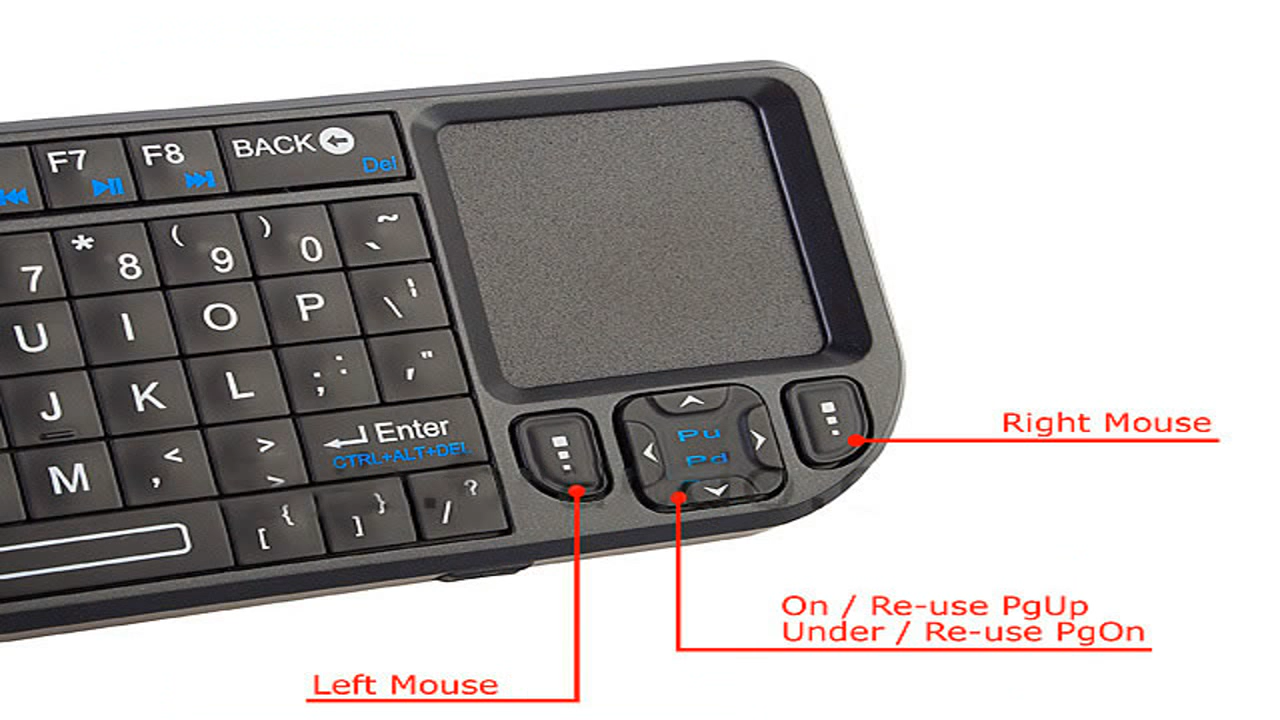 F7
F8
BACK
Del
7
* 8
( 9
) 0
~ `
U
I
O
P
\ ¦
J
K
L
; :
, "
Enter
CTRL+ALT+DEL
M
, <
> >
[ {
] }
/ ?
Pu
Pd
Right Mouse
On / Re-use PgUp
Under / Re-use PgOn
Left Mouse